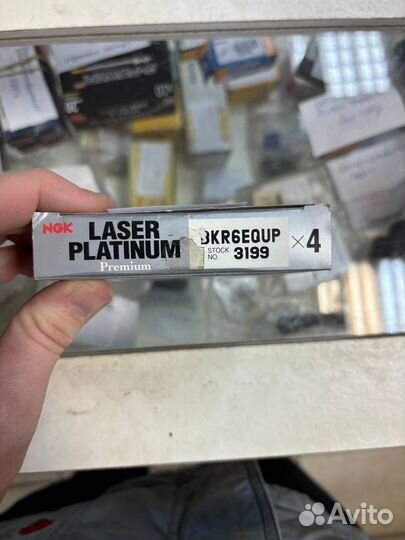 NGK
LASER
PLATINUM
Premium
BKR6EQUP
STOCK
NO.
3199
×4
Avito